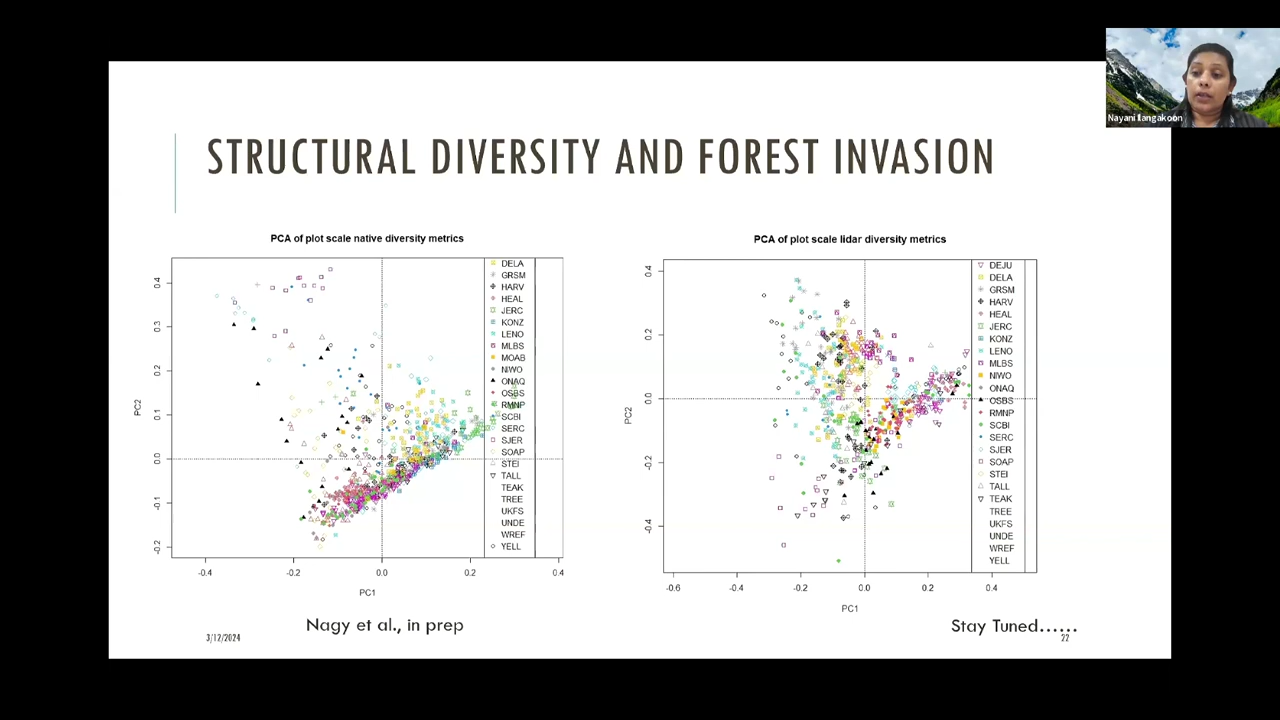 Nayani Ilangakoon
STRUCTURAL DIVERSITY AND FOREST INVASION
PCA of plot scale native diversity metrics
PC2
0.4
0.3
0.2
0.1
0.0
-0.1
-0.2
-0.4
-0.2
0.0
0.2
0.4
PC1
DELA
GRSM
HARV
HEAL
JERC
KONZ
LENO
MLBS
MOAB
NIWO
ONAQ
OSBS
RMNP
SCBI
SERC
SJER
SOAP
STEI
TALL
TEAK
TREE
UKFS
UNDE
WREF
YELL
PCA of plot scale lidar diversity metrics
PC2
0.4
0.2
0.0
-0.2
-0.4
-0.6
-0.4
-0.2
0.0
0.2
0.4
PC1
DEJU
DELA
GRSM
HARV
HEAL
JERC
KONZ
LENO
MLBS
NIWO
ONAQ
OSBS
RMNP
SCBI
SERC
SJER
SOAP
STEI
TALL
TEAK
TREE
UKFS
UNDE
WREF
YELL
Nagy et al., in prep
Stay Tuned......
3/12/2024
22